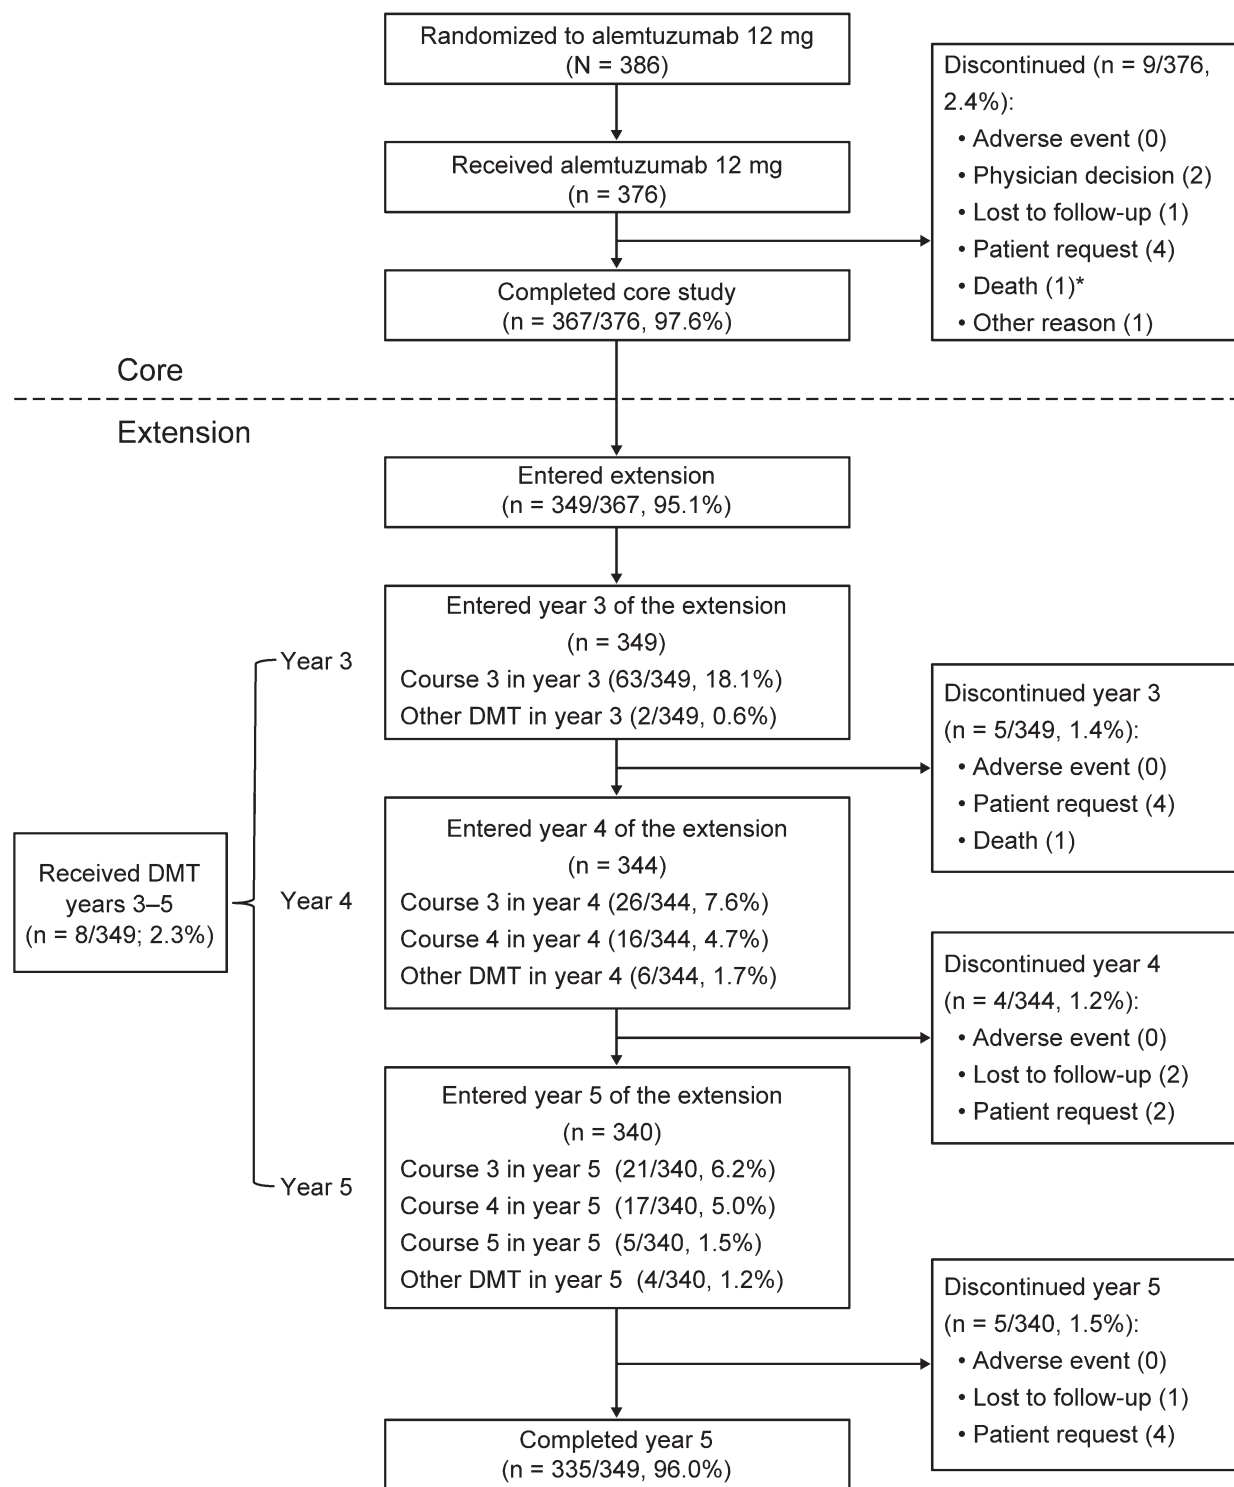 Randomized to alemtuzumab 12 mg
(N = 386)
Received alemtuzumab 12 mg
(n = 376)
Discontinued (n = 9/376,
2.4%):
• Adverse event (0)
• Physician decision (2)
• Lost to follow-up (1)
• Patient request (4)
• Death (1)*
• Other reason (1)
Completed core study
(n = 367/376, 97.6%)
Core
Extension
Entered extension
(n = 349/367, 95.1%)
Year 3
Entered year 3 of the extension
(n = 349)
Course 3 in year 3 (63/349, 18.1%)
Other DMT in year 3 (2/349, 0.6%)
Discontinued year 3
(n = 5/349, 1.4%):
• Adverse event (0)
• Patient request (4)
• Death (1)
Received DMT
years 3–5
(n = 8/349; 2.3%)
Year 4
Entered year 4 of the extension
(n = 344)
Course 3 in year 4 (26/344, 7.6%)
Course 4 in year 4 (16/344, 4.7%)
Other DMT in year 4 (6/344, 1.7%)
Discontinued year 4
(n = 4/344, 1.2%):
• Adverse event (0)
• Lost to follow-up (2)
• Patient request (2)
Year 5
Entered year 5 of the extension
(n = 340)
Course 3 in year 5 (21/340, 6.2%)
Course 4 in year 5 (17/340, 5.0%)
Course 5 in year 5 (5/340, 1.5%)
Other DMT in year 5 (4/340, 1.2%)
Discontinued year 5
(n = 5/340, 1.5%):
• Adverse event (0)
• Lost to follow-up (1)
• Patient request (4)
Completed year 5
(n = 335/349, 96.0%)